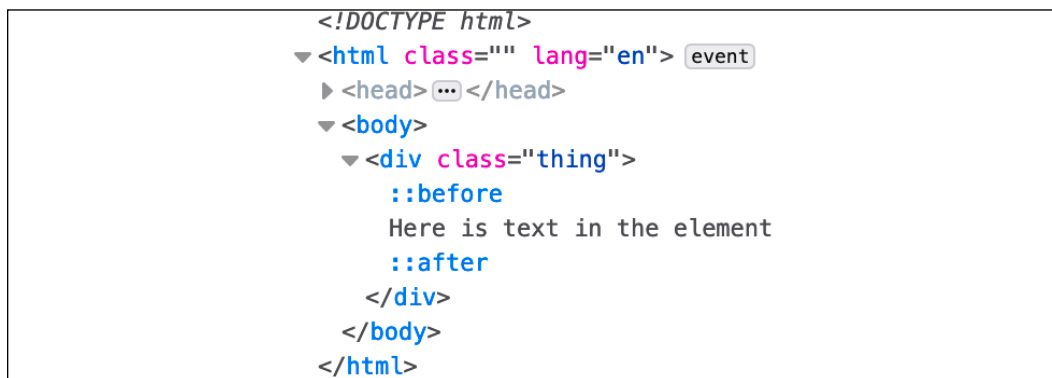 <!DOCTYPE html>
<html class="" lang="en"> event
<head>…</head>
<body>
<div class="thing">
::before
Here is text in the element
::after
</div>
</body>
</html>